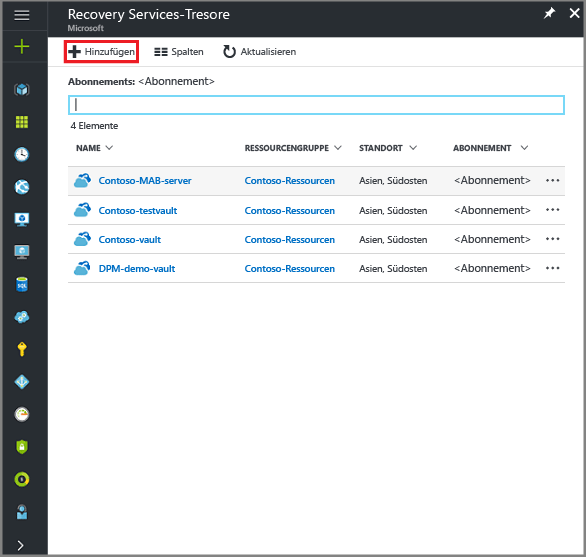 Recovery Services-Tresore
Microsoft
Hinzufügen Spalten Aktualisieren
Abonnements: <Abonnement>
4 Elemente
NAME RESSOURCENGRUPPE STANDORT ABONNEMENT
Contoso-MAB-server Contoso-Ressourcen Asien, Südosten <Abonnement>
Contoso-testvault Contoso-Ressourcen Asien, Südosten <Abonnement>
Contoso-vault Contoso-Ressourcen Asien, Südosten <Abonnement>
DPM-demo-vault Contoso-Ressourcen Asien, Südosten <Abonnement>
SQL